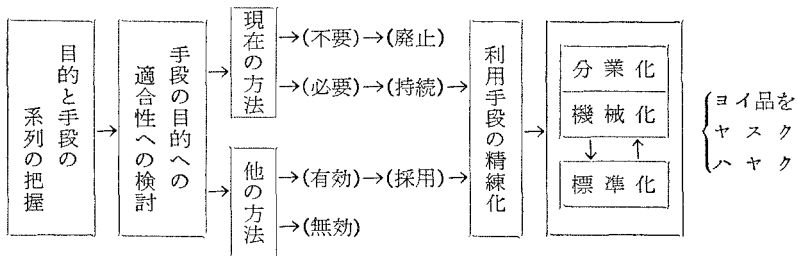 目的と手段の
系列の把握
→
手段の目的への
適合性への検討
→
現在の方法
→(不要)→(廃止)
→(必要)→(持続)→
→
他の方法
→(有効)→(採用)→
→(無効)
利用手段の精練化
→
分業化
機械化
↓ ↑
標準化
ヨイ品を
ヤスク
ハヤク